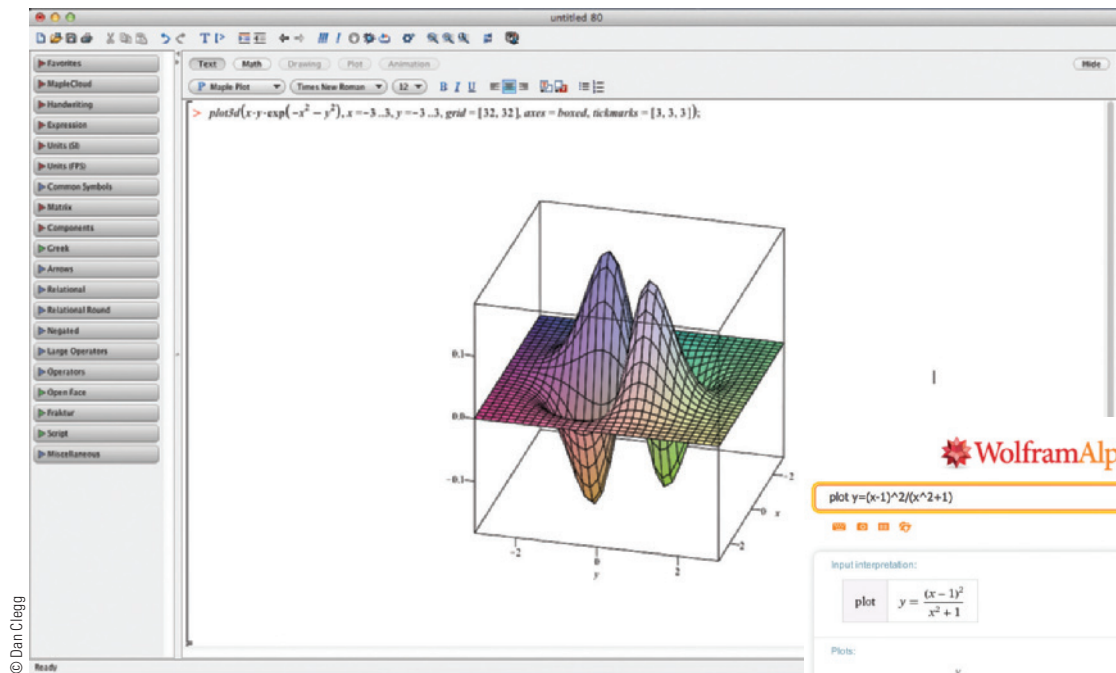 untitled 80
Favorites
MapleCloud
Handwriting
Expression
Units (SI)
Units (FPS)
Common Symbols
Matrix
Components
Greek
Arrows
Relational
Relational Round
Negated
Large Operators
Operators
Open Face
Fraktur
Script
Miscellaneous
Text Math Drawing Plot Animation Hide
P Maple Plot Times New Roman 12 B I U
> plot3d(x·y·exp(−x² − y²), x = −3 ..3, y = −3 ..3, grid = [32, 32], axes = boxed, tickmarks = [3, 3, 3]);
0.1
0.0
−0.1
−2
0
2
y
−2
0
x
2
Ready
© Dan Clegg
WolframAlp
plot y=(x-1)^2/(x^2+1)
Input interpretation:
plot y = (x − 1)² / x² + 1
Plots:
y